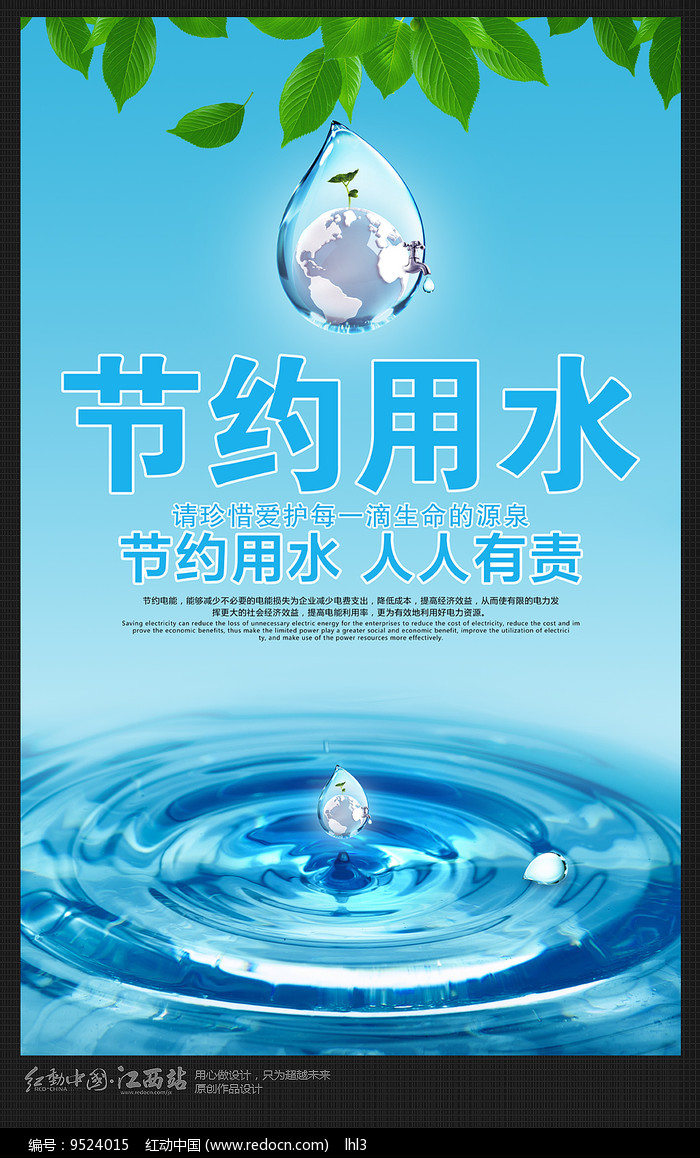 节约用水
请珍惜爱护每一滴生命的源泉
节约用水 人人有责
节约电能，能够减少不必要的电能损失为企业减少电费支出，降低成本，提高经济效益，从而使有限的电力发
挥更大的社会经济效益，提高电能利用率，更为有效地利用好电力资源。
Saving electricity can reduce the loss of unnecessary electric energy for the enterprises to reduce the cost of electricity, reduce the cost and im
prove the economic benefits, thus make the limited power play a greater social and economic benefit, improve the utilization of electrici
ty, and make use of the power resources more effectively.
红動中国·江西站
RED-CHINA www.redocn.com/jx
用心做设计，只为超越未来
原创作品设计
编号：9524015 红动中国 (www.redocn.com) lhl3